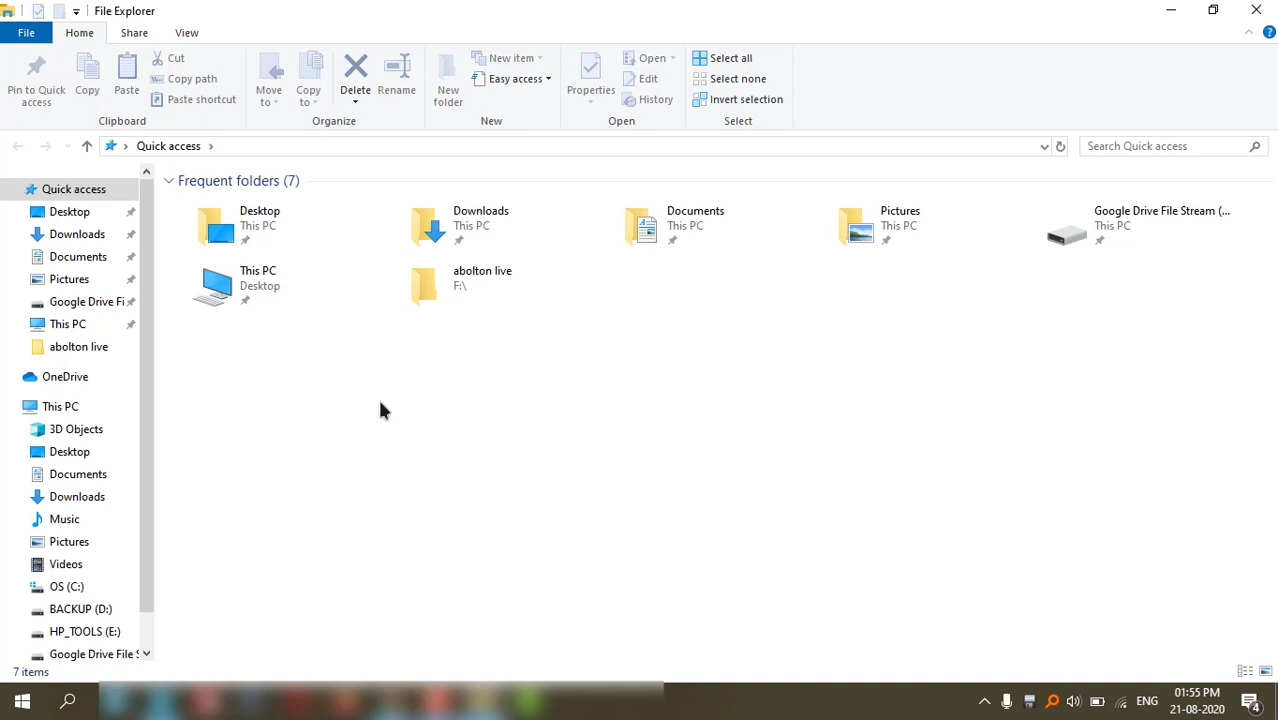 File Explorer
File Home Share View
Pin to Quick access
Copy
Paste
Cut
Copy path
Paste shortcut
Clipboard
Move to
Copy to
Delete
Rename
Organize
New folder
New item
Easy access
New
Properties
Open
Edit
History
Open
Select all
Select none
Invert selection
Select
Quick access
Search Quick access
Quick access
Desktop
Downloads
Documents
Pictures
Google Drive Fi
This PC
abolton live
OneDrive
This PC
3D Objects
Desktop
Documents
Downloads
Music
Pictures
Videos
OS (C:)
BACKUP (D:)
HP_TOOLS (E:)
Google Drive File S
Frequent folders (7)
Desktop
This PC
Downloads
This PC
Documents
This PC
Pictures
This PC
Google Drive File Stream (...
This PC
This PC
Desktop
abolton live
F:\
7 items
ENG
01:55 PM
21-08-2020
4